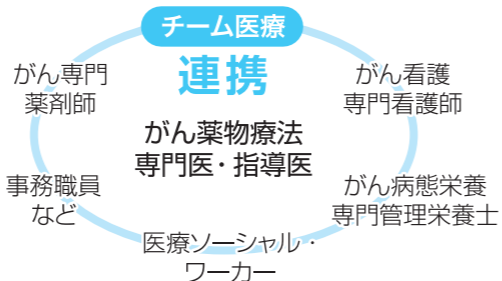 チーム医療
連携
がん専門
薬剤師
がん看護
専門看護師
がん薬物療法
専門医・指導医
事務職員
など
がん病態栄養
専門管理栄養士
医療ソーシャル・
ワーカー